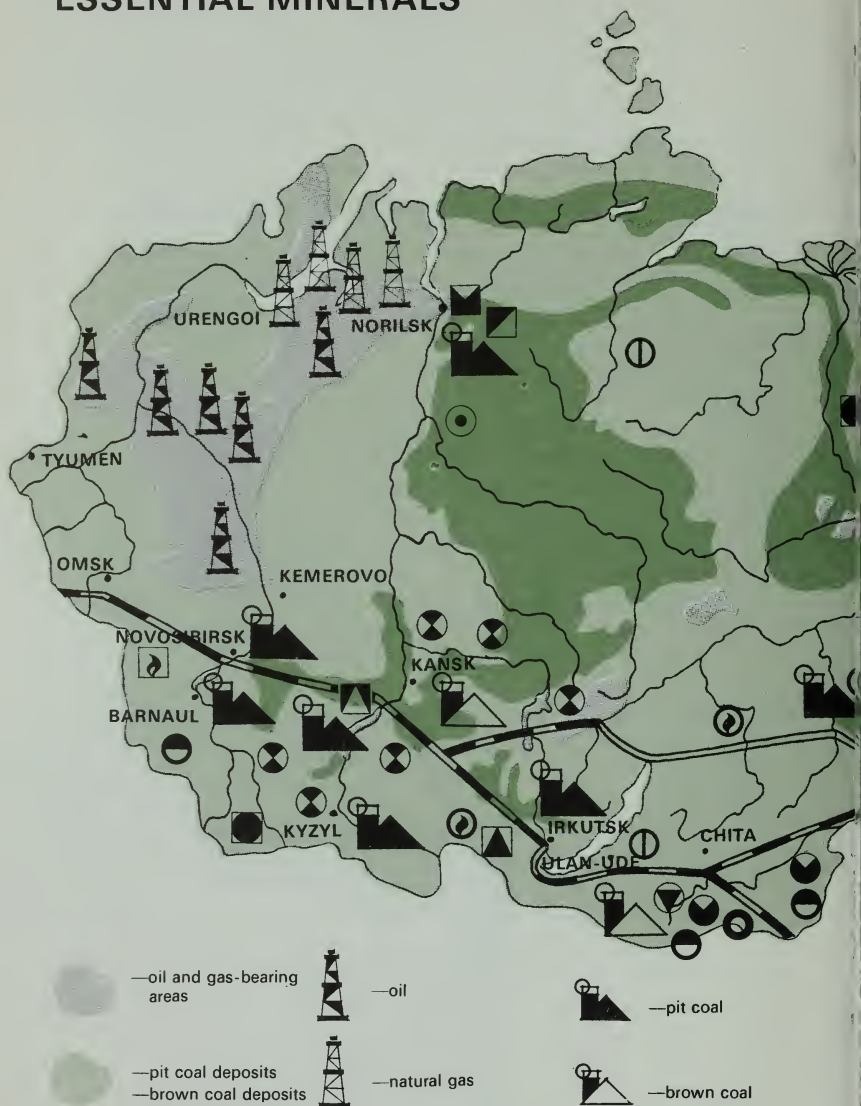 ESSENTIAL MINERALS
URENGOI
NORILSK
TYUMEN
OMSK
KEMEROVO
NOVOSIBIRSK
KANSK
BARNAUL
KYZYL
IRKUTSK
CHITA
ULAN-UDE
—oil and gas-bearing
areas
—oil
—pit coal
—pit coal deposits
—brown coal deposits
—natural gas
—brown coal